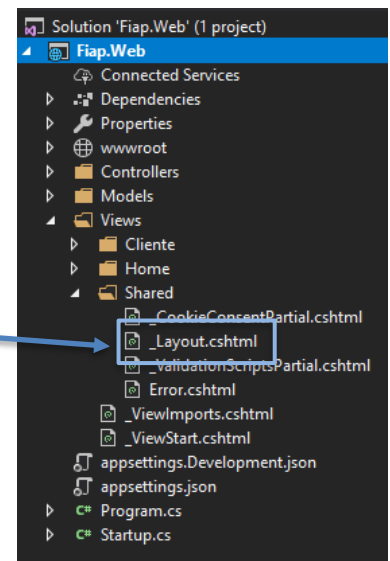 Solution 'Fiap.Web' (1 project)
Fiap.Web
Connected Services
Dependencies
Properties
wwwroot
Controllers
Models
Views
Cliente
Home
Shared
_CookieConsentPartial.cshtml
_Layout.cshtml
_ValidationScriptsPartial.cshtml
Error.cshtml
_ViewImports.cshtml
_ViewStart.cshtml
appsettings.Development.json
appsettings.json
C# Program.cs
C# Startup.cs